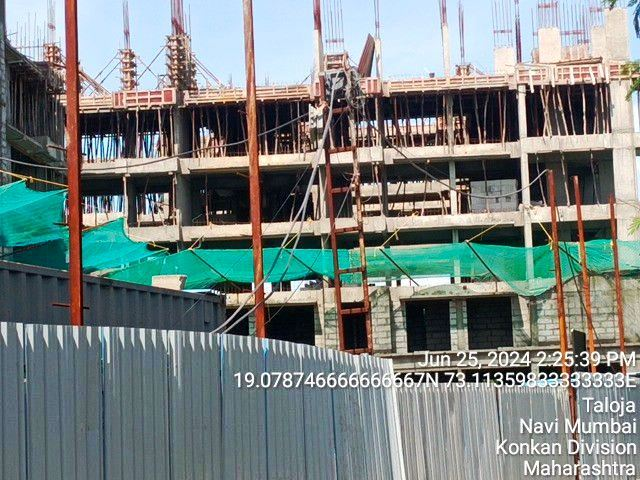 Jun 25, 2024 2:25:39 PM
19.078746666666667N 73.11359833333333E
Taloja
Navi Mumbai
Konkan Division
Maharashtra